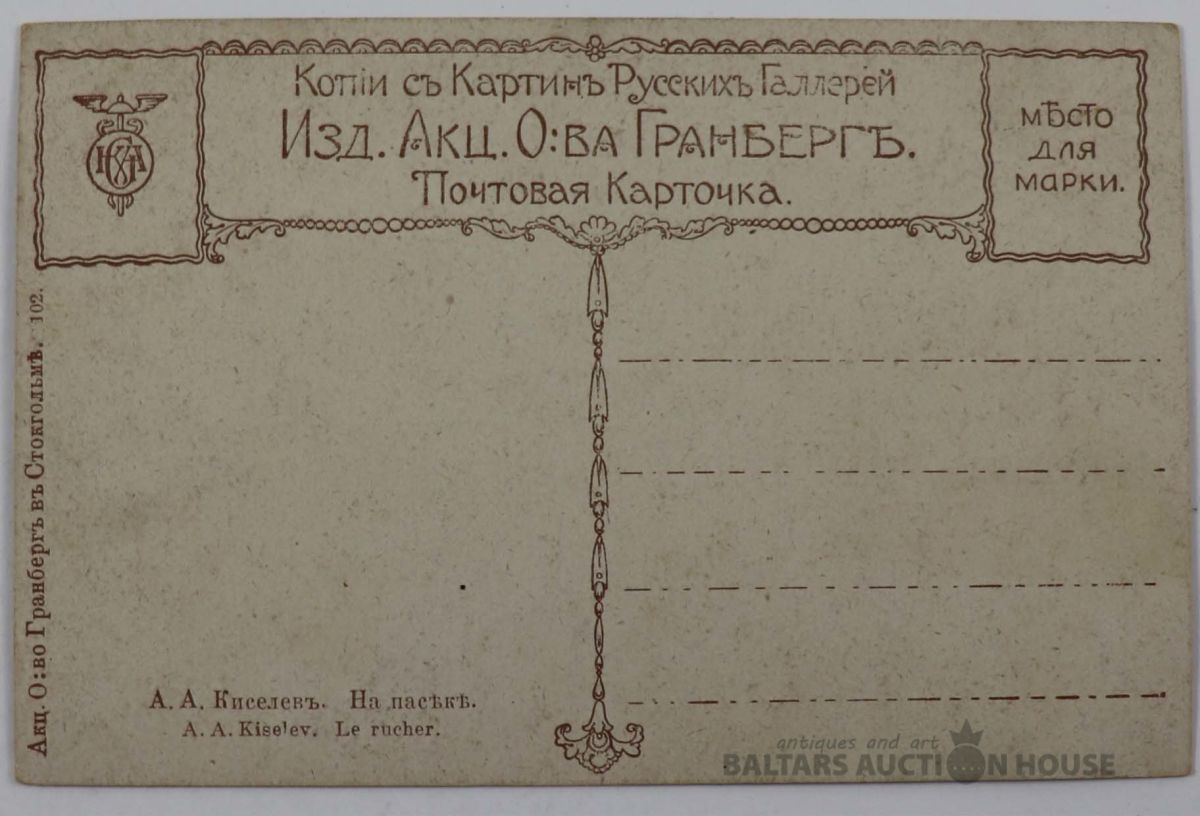 Копіи съ Картинъ Русскихъ Галлерей
Изд. Акц. О:ва Гранбергъ.
Почтовая Карточка.
мѣсто
для
марки.
Акц. О:во Гранбергъ въ Стокгольмѣ. 102.
А. А. Киселевъ. На пасѣкѣ.
A. A. Kiselev. Le rucher.
antiques and art
BALTARS AUCTION HOUSE